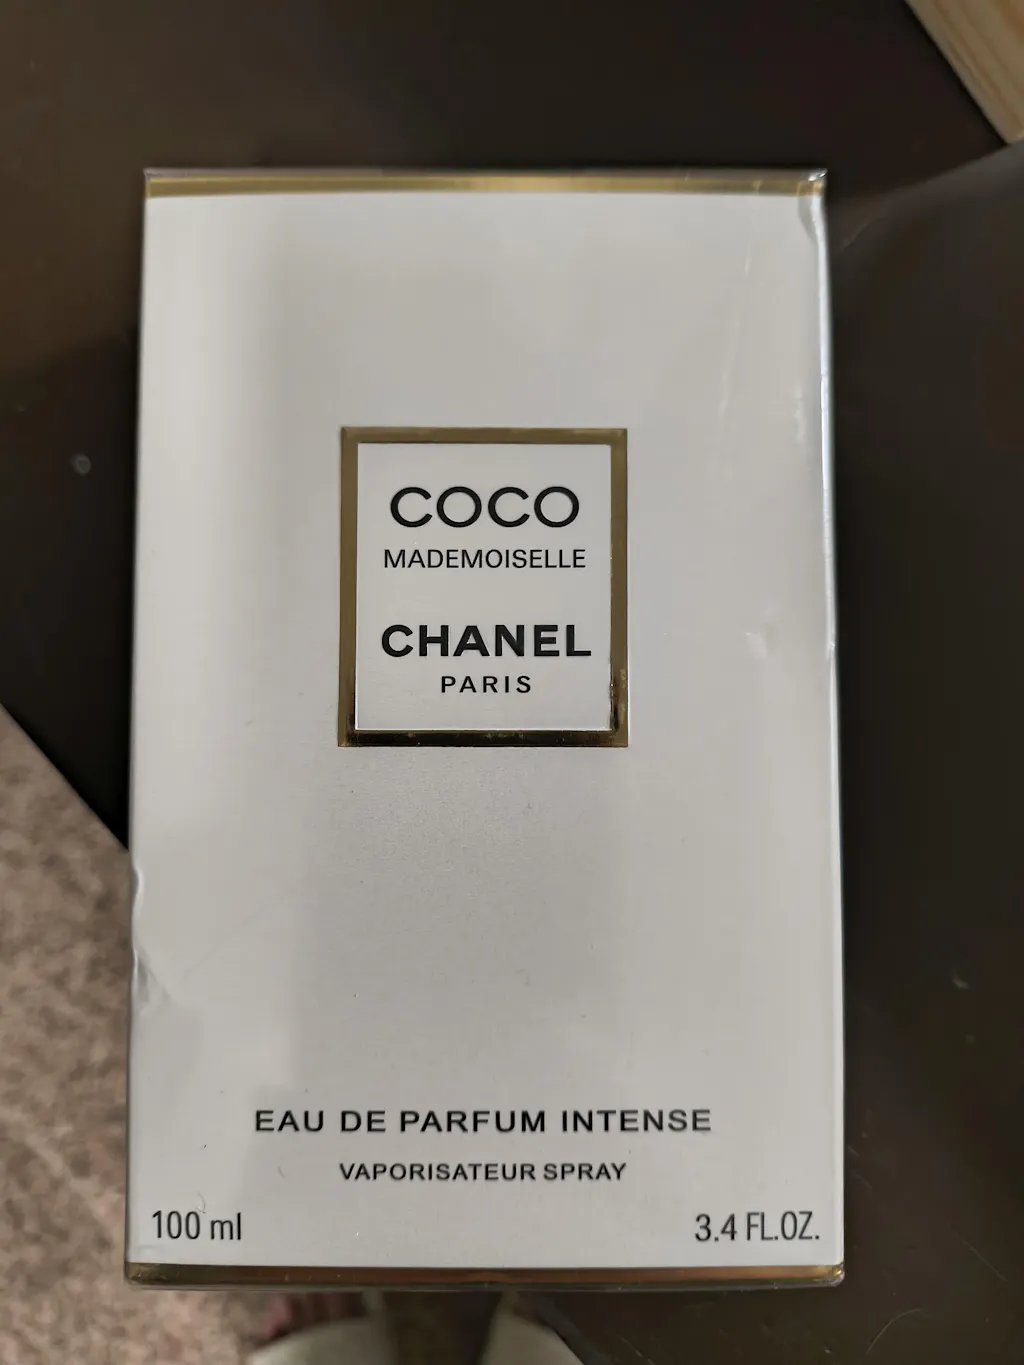 COCO
MADEMOISELLE
CHANEL
PARIS
EAU DE PARFUM INTENSE
VAPORISATEUR SPRAY
100 ml
3.4 FL.OZ.